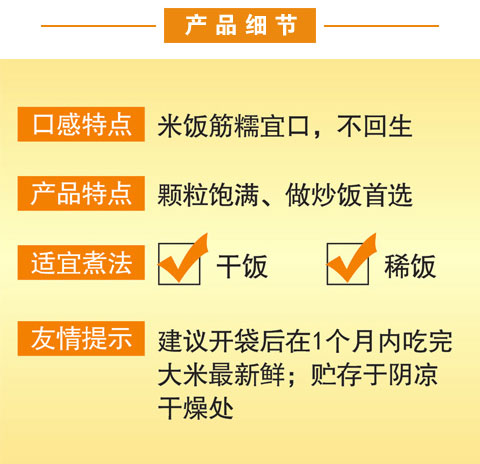 产品细节
口感特点 米饭筋糯宜口，不回生
产品特点 颗粒饱满、做炒饭首选
适宜煮法 干饭 稀饭
友情提示 建议开袋后在1个月内吃完
大米最新鲜；贮存于阴凉
干燥处